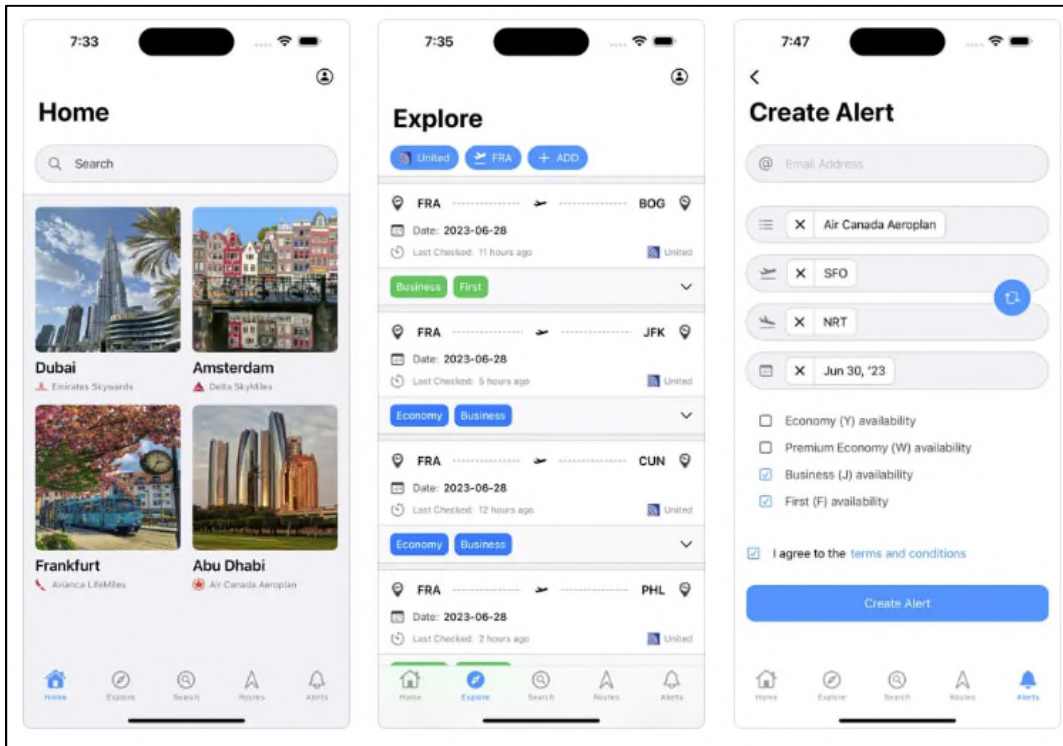 7:33
Home
Search
Dubai
Emirates Skywards
Amsterdam
Delta SkyMiles
Frankfurt
Avianca LifeMiles
Abu Dhabi
Air Canada Aeroplan
Home Explore Search Routes Alerts
7:35
Explore
United FRA + ADD
FRA BOG
Date: 2023-06-28
Last Checked: 11 hours ago United
Business First
FRA JFK
Date: 2023-06-28
Last Checked: 5 hours ago United
Economy Business
FRA CUN
Date: 2023-06-28
Last Checked: 12 hours ago United
Economy Business
FRA PHL
Date: 2023-06-28
Last Checked: 2 hours ago United
Home Explore Search Routes Alerts
7:47
Create Alert
@ Email Address
Air Canada Aeroplan
SFO
NRT
Jun 30, '23
Economy (Y) availability
Premium Economy (W) availability
Business (J) availability
First (F) availability
I agree to the terms and conditions
Create Alert
Home Explore Search Routes Alerts